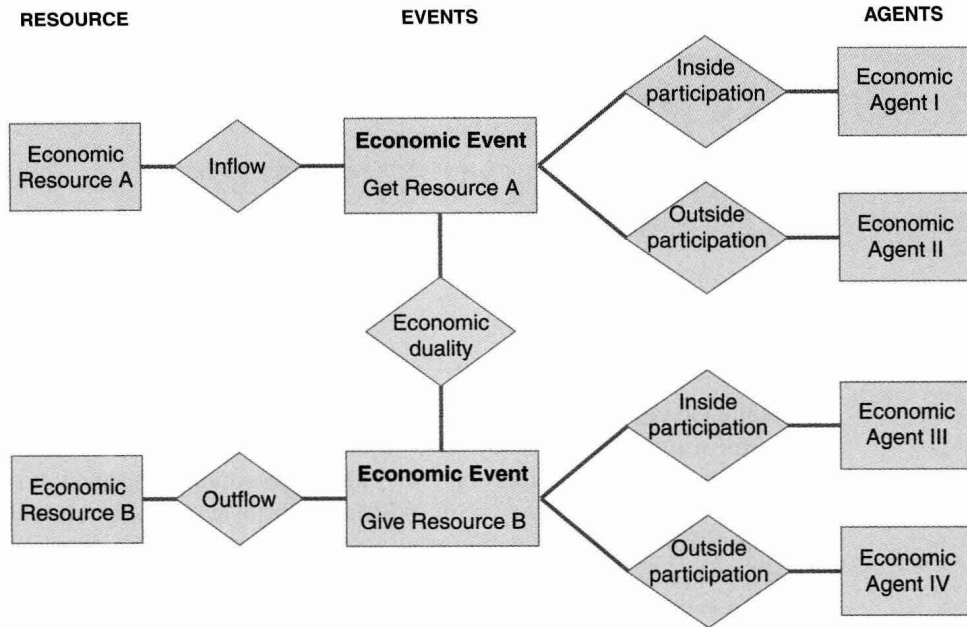 RESOURCE
EVENTS
AGENTS
Inside
participation
Economic
Agent I
Economic
Resource A
Inflow
Economic Event
Get Resource A
Outside
participation
Economic
Agent II
Economic
duality
Inside
participation
Economic
Agent III
Economic
Resource B
Outflow
Economic Event
Give Resource B
Outside
participation
Economic
Agent IV